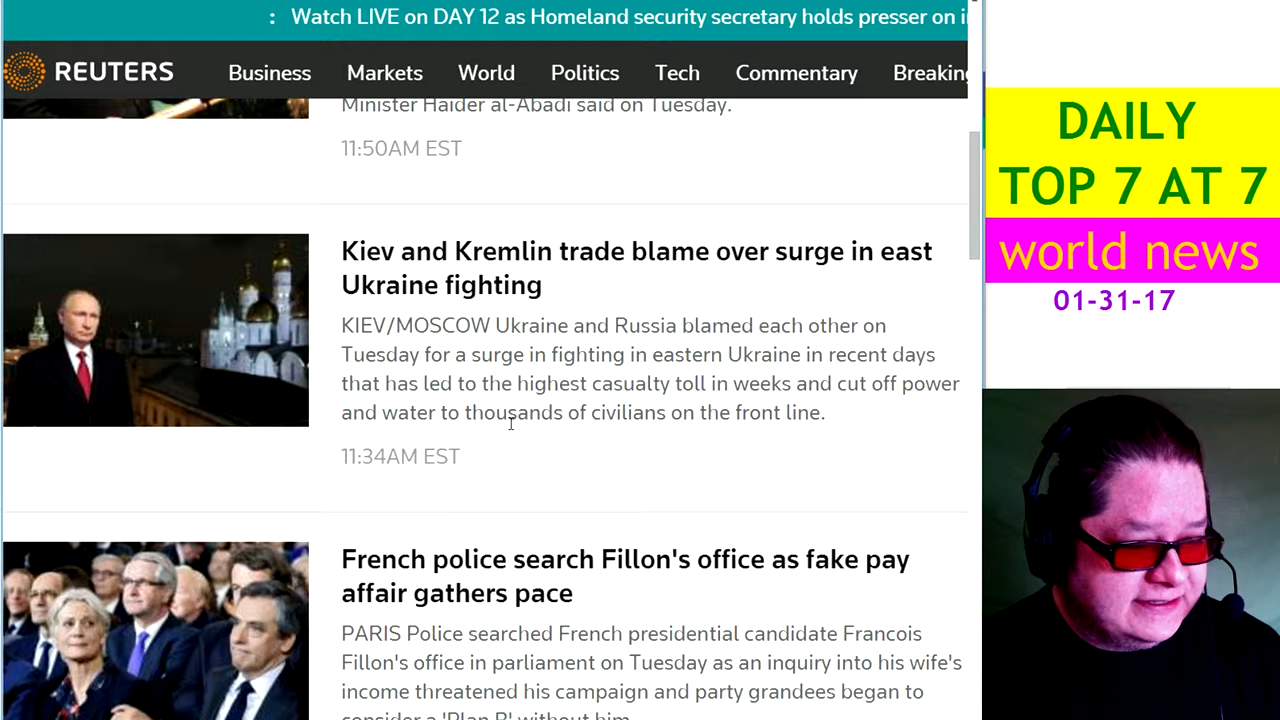 : Watch LIVE on DAY 12 as Homeland security secretary holds presser on
REUTERS Business Markets World Politics Tech Commentary Breaking
Minister Haider al-Abadi said on Tuesday.
11:50AM EST
Kiev and Kremlin trade blame over surge in east
Ukraine fighting
KIEV/MOSCOW Ukraine and Russia blamed each other on
Tuesday for a surge in fighting in eastern Ukraine in recent days
that has led to the highest casualty toll in weeks and cut off power
and water to thousands of civilians on the front line.
11:34AM EST
French police search Fillon's office as fake pay
affair gathers pace
PARIS Police searched French presidential candidate Francois
Fillon's office in parliament on Tuesday as an inquiry into his wife's
income threatened his campaign and party grandees began to
consider a 'Plan B' without him.
DAILY
TOP 7 AT 7
world news
01-31-17